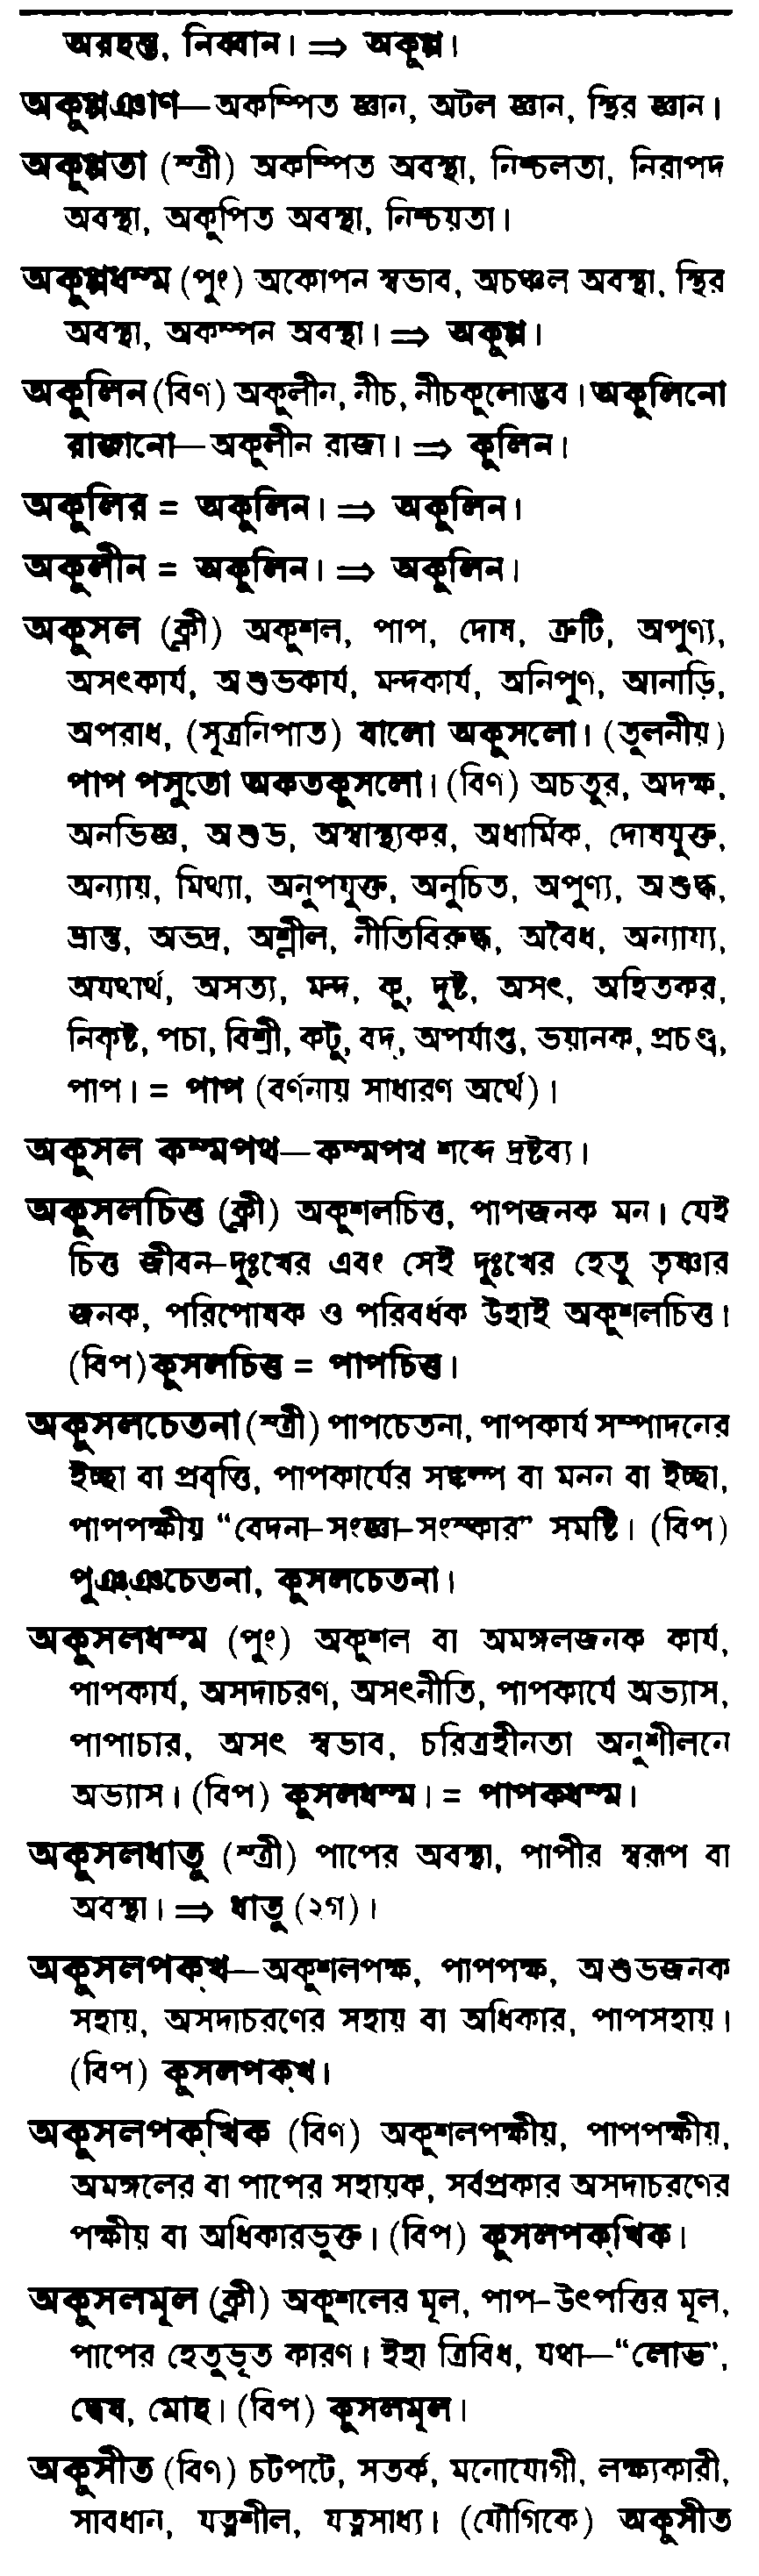 অরহন্ত, নিব্বান। ⇒ অকুপ্প।
অকুপ্পঞাণ—অকম্পিত জ্ঞান, অটল জ্ঞান, স্থির জ্ঞান।
অকুপ্পতা (স্ত্রী) অকম্পিত অবস্থা, নিশ্চলতা, নিরাপদ
অবস্থা, অকুপিত অবস্থা, নিশ্চয়তা।
অকুপ্পধম্ম (পুং) অকোপন স্বভাব, অচঞ্চল অবস্থা, স্থির
অবস্থা, অকম্পন অবস্থা। ⇒ অকুপ্প।
অকুলিন (বিণ) অকুলীন, নীচ, নীচকুলোদ্ভব। অকুলিনো
রাজানো—অকুলীন রাজা। ⇒ কুলিন।
অকুলির = অকুলিন। ⇒ অকুলিন।
অকুলীন = অকুলিন। ⇒ অকুলিন।
অকুসল (ক্লী) অকুশল, পাপ, দোষ, ত্রুটি, অপুণ্য,
অসৎকার্য, অশুভকার্য, মন্দকার্য, অনিপুণ, আনাড়ি,
অপরাধ, (সূত্রনিপাত) বালো অকুসলো। (তুলনীয়)
পাপ পসুতো অকতকুসলো। (বিণ) অচতুর, অদক্ষ,
অনভিজ্ঞ, অশুভ, অস্বাস্থ্যকর, অধার্মিক, দোষযুক্ত,
অন্যায়, মিথ্যা, অনুপযুক্ত, অনুচিত, অপুণ্য, অশুদ্ধ,
ভ্রান্ত, অভদ্র, অশ্লীল, নীতিবিরুদ্ধ, অবৈধ, অন্যায্য,
অযথার্থ, অসত্য, মন্দ, কু, দুষ্ট, অসৎ, অহিতকর,
নিকৃষ্ট, পচা, বিশ্রী, কটু, বদ্, অপর্যাপ্ত, ভয়ানক, প্রচণ্ড,
পাপ। = পাপ (বর্ণনায় সাধারণ অর্থে)।
অকুসল কম্মপথ—কম্মপথ শব্দে দ্রষ্টব্য।
অকুসলচিত্ত (ক্লী) অকুশলচিত্ত, পাপজনক মন। যেই
চিত্ত জীবন-দুঃখের এবং সেই দুঃখের হেতু তৃষ্ণার
জনক, পরিপোষক ও পরিবর্ধক উহাই অকুশলচিত্ত।
(বিপ) কুসলচিত্ত = পাপচিত্ত।
অকুসলচেতনা (স্ত্রী) পাপচেতনা, পাপকার্য সম্পাদনের
ইচ্ছা বা প্রবৃত্তি, পাপকার্যের সঙ্কল্প বা মনন বা ইচ্ছা,
পাপপক্ষীয় “বেদনা-সংজ্ঞা-সংস্কার” সমষ্টি। (বিপ)
পুঞ্ঞচেতনা, কুসলচেতনা।
অকুসলধম্ম (পুং) অকুশল বা অমঙ্গলজনক কার্য,
পাপকার্য, অসদাচরণ, অসৎনীতি, পাপকার্যে অভ্যাস,
পাপাচার, অসৎ স্বভাব, চরিত্রহীনতা অনুশীলনে
অভ্যাস। (বিপ) কুসলধম্ম। = পাপকধম্ম।
অকুসলধাতু (স্ত্রী) পাপের অবস্থা, পাপীর স্বরূপ বা
অবস্থা। ⇒ ধাতু (২গ)।
অকুসলপক্খ—অকুশলপক্ষ, পাপপক্ষ, অশুভজনক
সহায়, অসদাচরণের সহায় বা অধিকার, পাপসহায়।
(বিপ) কুসলপক্খ।
অকুসলপক্খিক (বিণ) অকুশলপক্ষীয়, পাপপক্ষীয়,
অমঙ্গলের বা পাপের সহায়ক, সর্বপ্রকার অসদাচরণের
পক্ষীয় বা অধিকারভুক্ত। (বিপ) কুসলপক্খিক।
অকুসলমূল (ক্লী) অকুশলের মূল, পাপ-উৎপত্তির মূল,
পাপের হেতুভূত কারণ। ইহা ত্রিবিধ, যথা—“লোভ”,
দ্বেষ, মোহ। (বিপ) কুসলমূল।
অকুসীত (বিণ) চটপটে, সতর্ক, মনোযোগী, লক্ষ্যকারী,
সাবধান, যত্নশীল, যত্নসাধ্য। (যৌগিকে) অকুসীত